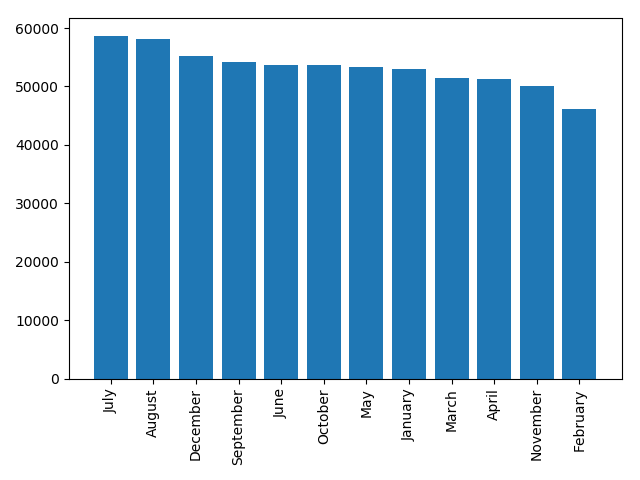 60000
50000
40000
30000
20000
10000
0
July
August
December
September
June
October
May
January
March
April
November
February